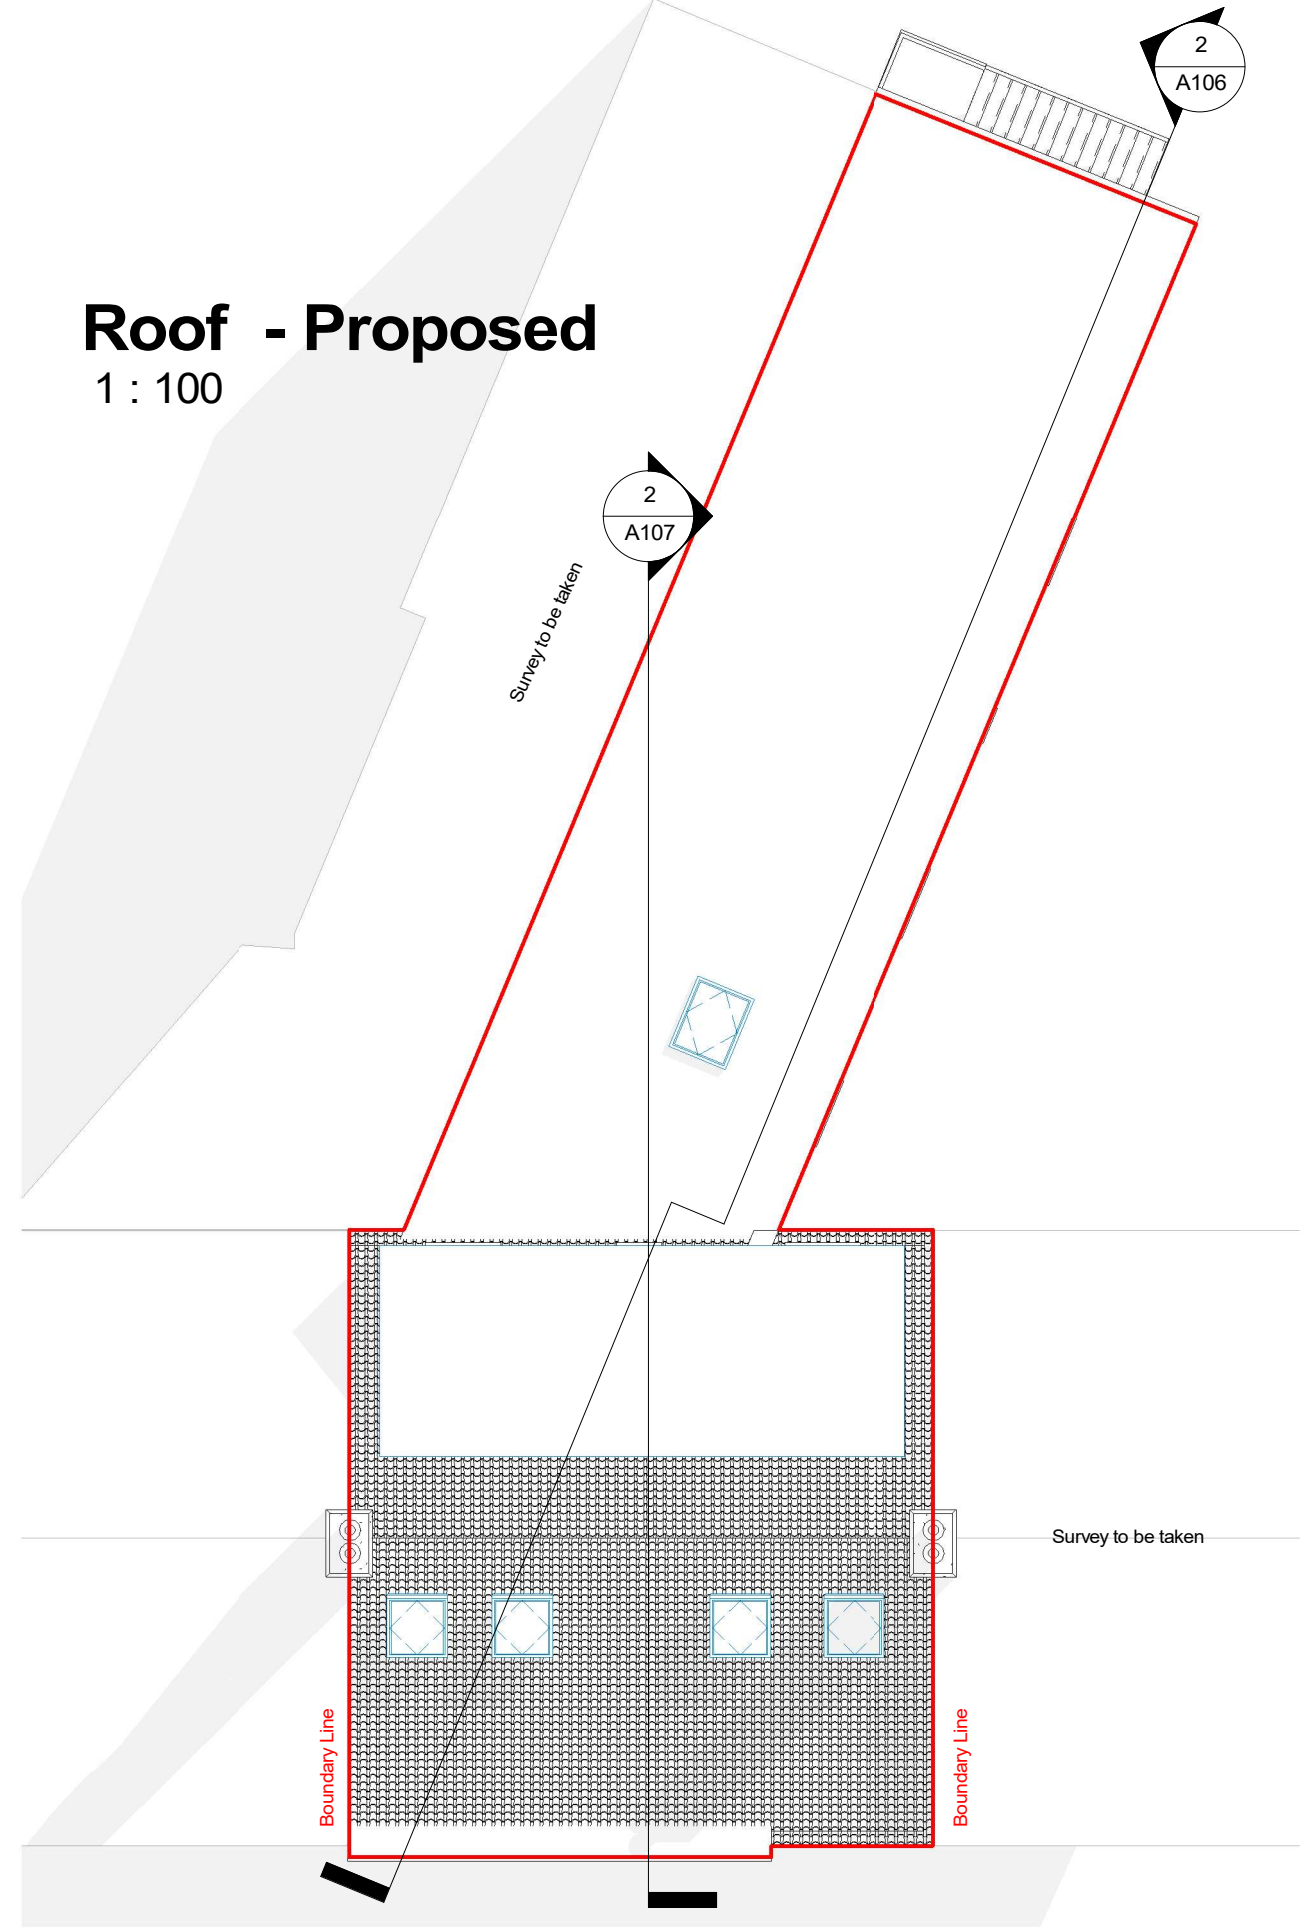 2
A106
Roof - Proposed
1 : 100
2
A107
Survey to be taken
Survey to be taken
Boundary Line
Boundary Line